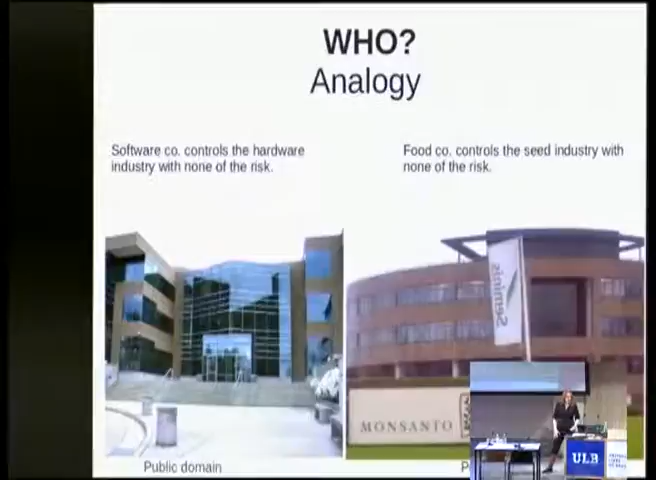 WHO?
Analogy
Software co. controls the hardware
industry with none of the risk.
Food co. controls the seed industry with
none of the risk.
Seminis
MONSANTO
Public domain
P
ULB